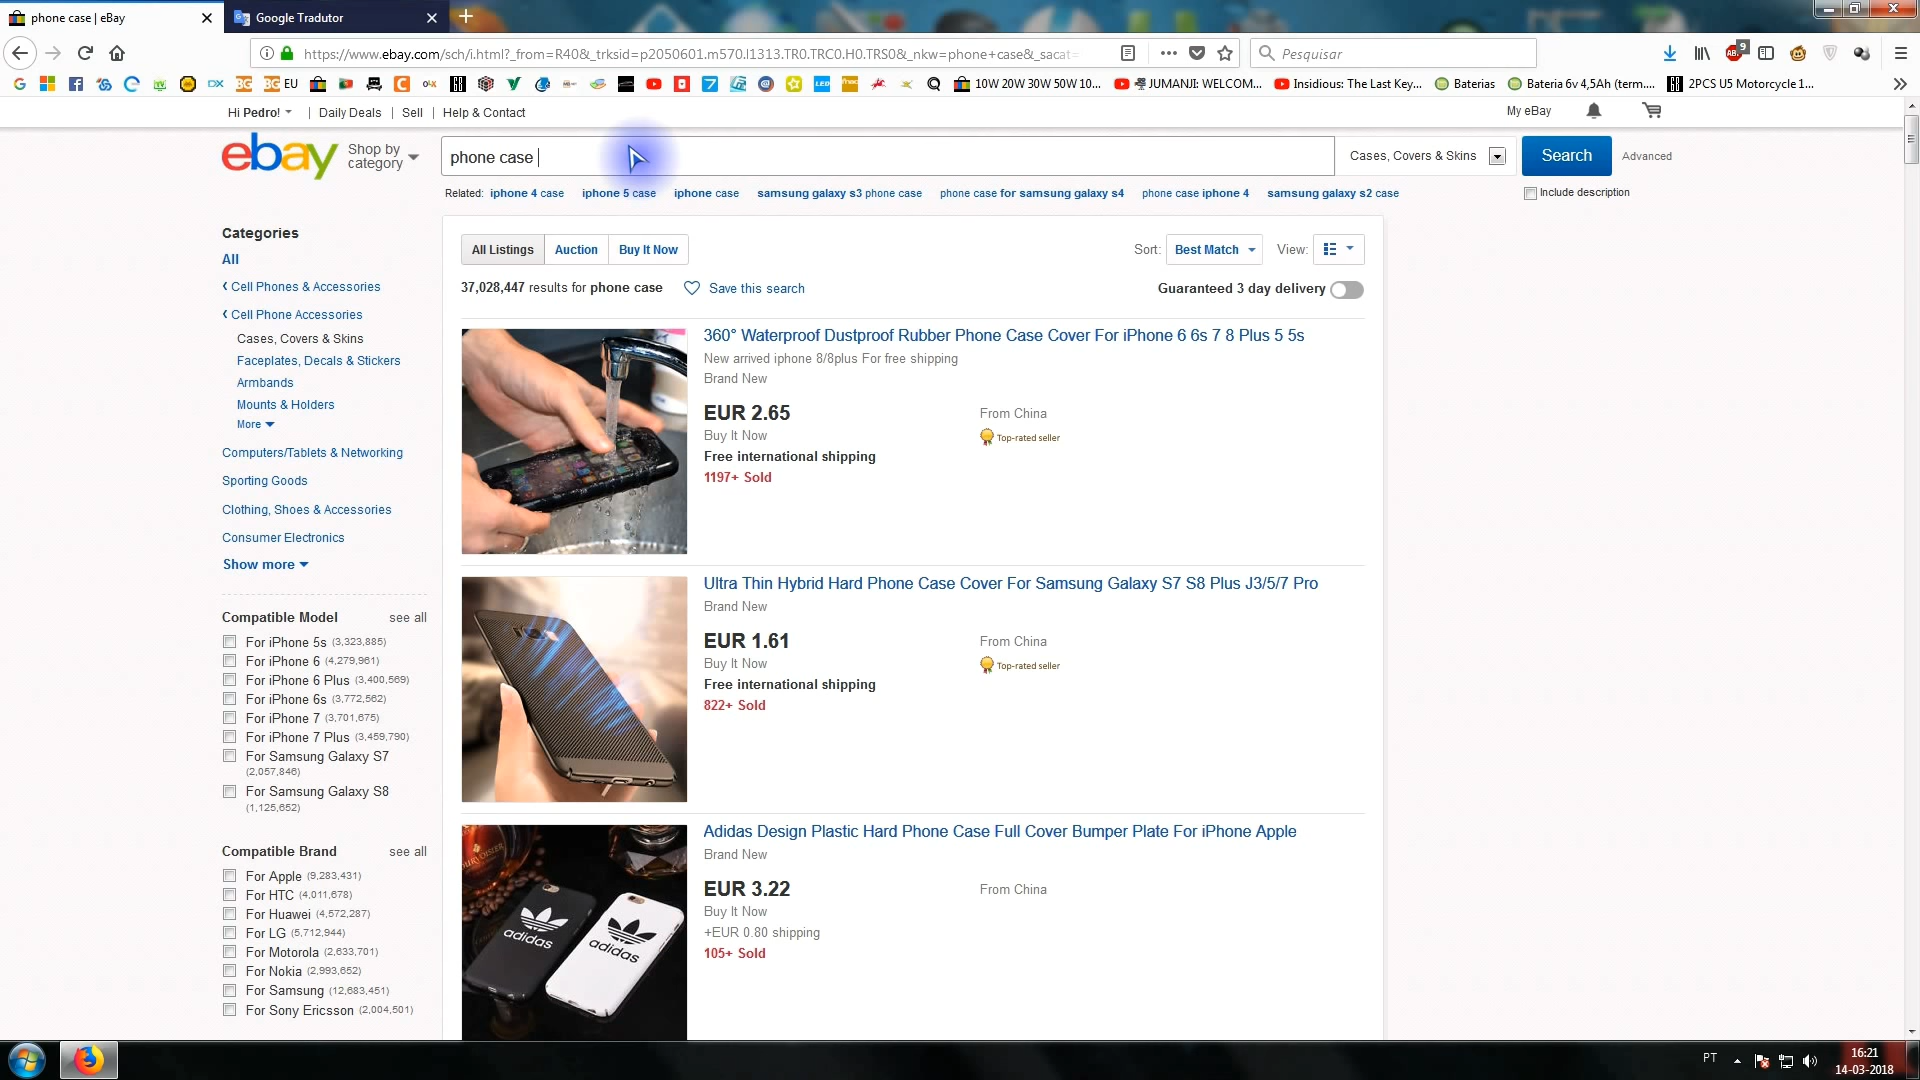 phone case | eBay
Google Tradutor
https://www.ebay.com/sch/i.html?_from=R40&_trksid=p2050601.m570.l1313.TR0.TRC0.H0.TRS0&_nkw=phone+case&_sacat=
Pesquisar
9
EU
10W 20W 30W 50W 10...
JUMANJI: WELCOM...
Insidious: The Last Key...
Baterias
Bateria 6v 4,5Ah (term....
2PCS U5 Motorcycle 1...
Hi Pedro!
Daily Deals
Sell
Help & Contact
My eBay
ebay
Shop by
category
phone case
Cases, Covers & Skins
Search
Advanced
Related: iphone 4 case iphone 5 case iphone case samsung galaxy s3 phone case phone case for samsung galaxy s4 phone case iphone 4 samsung galaxy s2 case
Include description
Categories
All
Cell Phones & Accessories
Cell Phone Accessories
Cases, Covers & Skins
Faceplates, Decals & Stickers
Armbands
Mounts & Holders
More
Computers/Tablets & Networking
Sporting Goods
Clothing, Shoes & Accessories
Consumer Electronics
Show more
Compatible Model see all
For iPhone 5s (3,323,885)
For iPhone 6 (4,279,961)
For iPhone 6 Plus (3,400,569)
For iPhone 6s (3,772,562)
For iPhone 7 (3,701,675)
For iPhone 7 Plus (3,459,790)
For Samsung Galaxy S7
(2,057,846)
For Samsung Galaxy S8
(1,125,652)
Compatible Brand see all
For Apple (9,283,431)
For HTC (4,011,678)
For Huawei (4,572,287)
For LG (5,712,944)
For Motorola (2,633,701)
For Nokia (2,993,652)
For Samsung (12,683,451)
For Sony Ericsson (2,004,501)
All Listings
Auction
Buy It Now
Sort: Best Match
View:
37,028,447 results for phone case
Save this search
Guaranteed 3 day delivery
360° Waterproof Dustproof Rubber Phone Case Cover For iPhone 6 6s 7 8 Plus 5 5s
New arrived iphone 8/8plus For free shipping
Brand New
EUR 2.65
From China
Buy It Now
Top-rated seller
Free international shipping
1197+ Sold
Ultra Thin Hybrid Hard Phone Case Cover For Samsung Galaxy S7 S8 Plus J3/5/7 Pro
Brand New
EUR 1.61
From China
Buy It Now
Top-rated seller
Free international shipping
822+ Sold
Adidas Design Plastic Hard Phone Case Full Cover Bumper Plate For iPhone Apple
Brand New
EUR 3.22
From China
Buy It Now
+EUR 0.80 shipping
105+ Sold
adidas
adidas
PT
16:21
14-03-2018